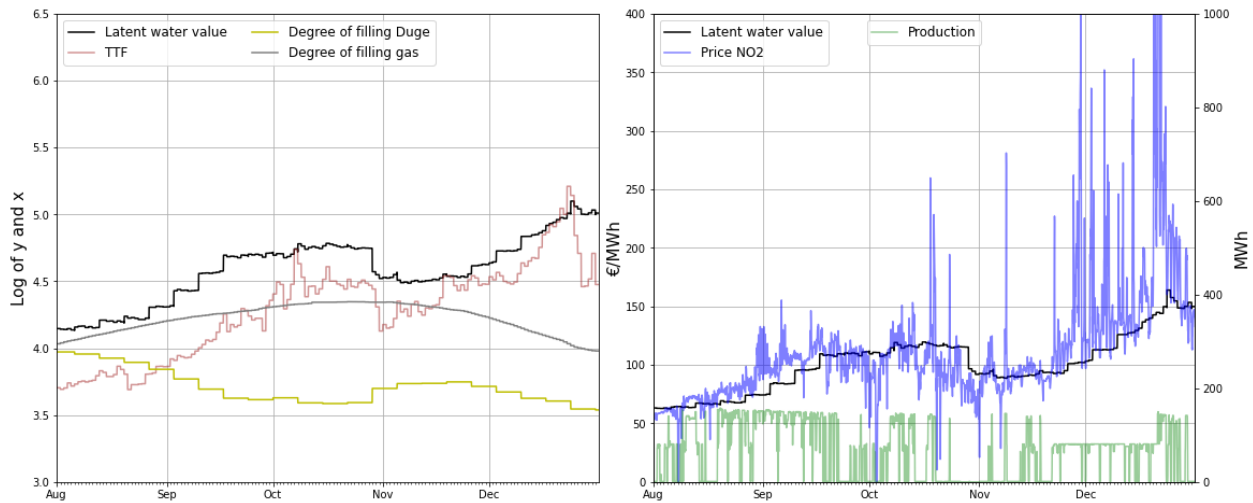 Latent water value
TTF
Degree of filling Duge
Degree of filling gas
Log of y and x
6.5
6.0
5.5
5.0
4.5
4.0
3.5
3.0
Aug
Sep
Oct
Nov
Dec
Latent water value
Price NO2
Production
€/MWh
400
350
300
250
200
150
100
50
0
Aug
Sep
Oct
Nov
Dec
1000
800
600
400
200
0
MWh